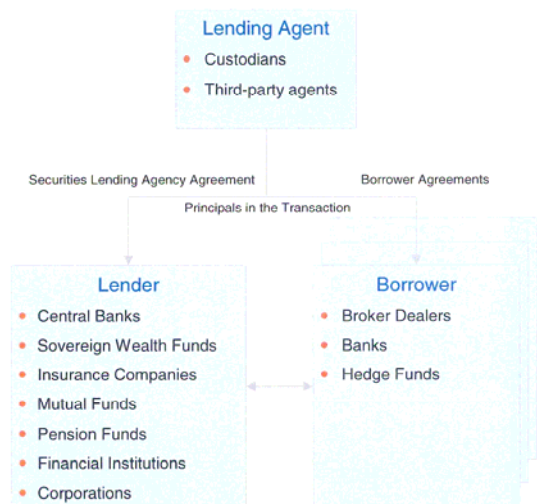 Lending Agent
• Custodians
• Third-party agents
Securities Lending Agency Agreement
Borrower Agreements
Principals in the Transaction
Lender
• Central Banks
• Sovereign Wealth Funds
• Insurance Companies
• Mutual Funds
• Pension Funds
• Financial Institutions
• Corporations
Borrower
• Broker Dealers
• Banks
• Hedge Funds